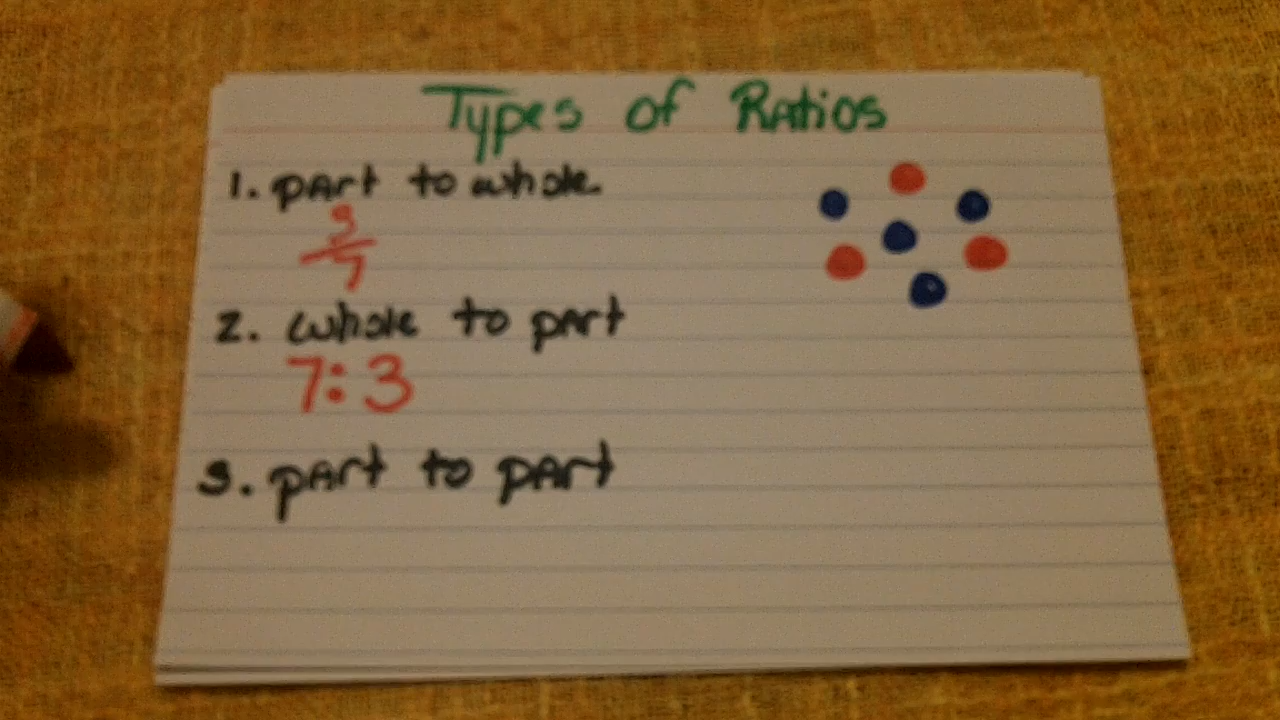 Types of Ratios
1. part to whole
3
7
2. whole to part
7:3
3. part to part